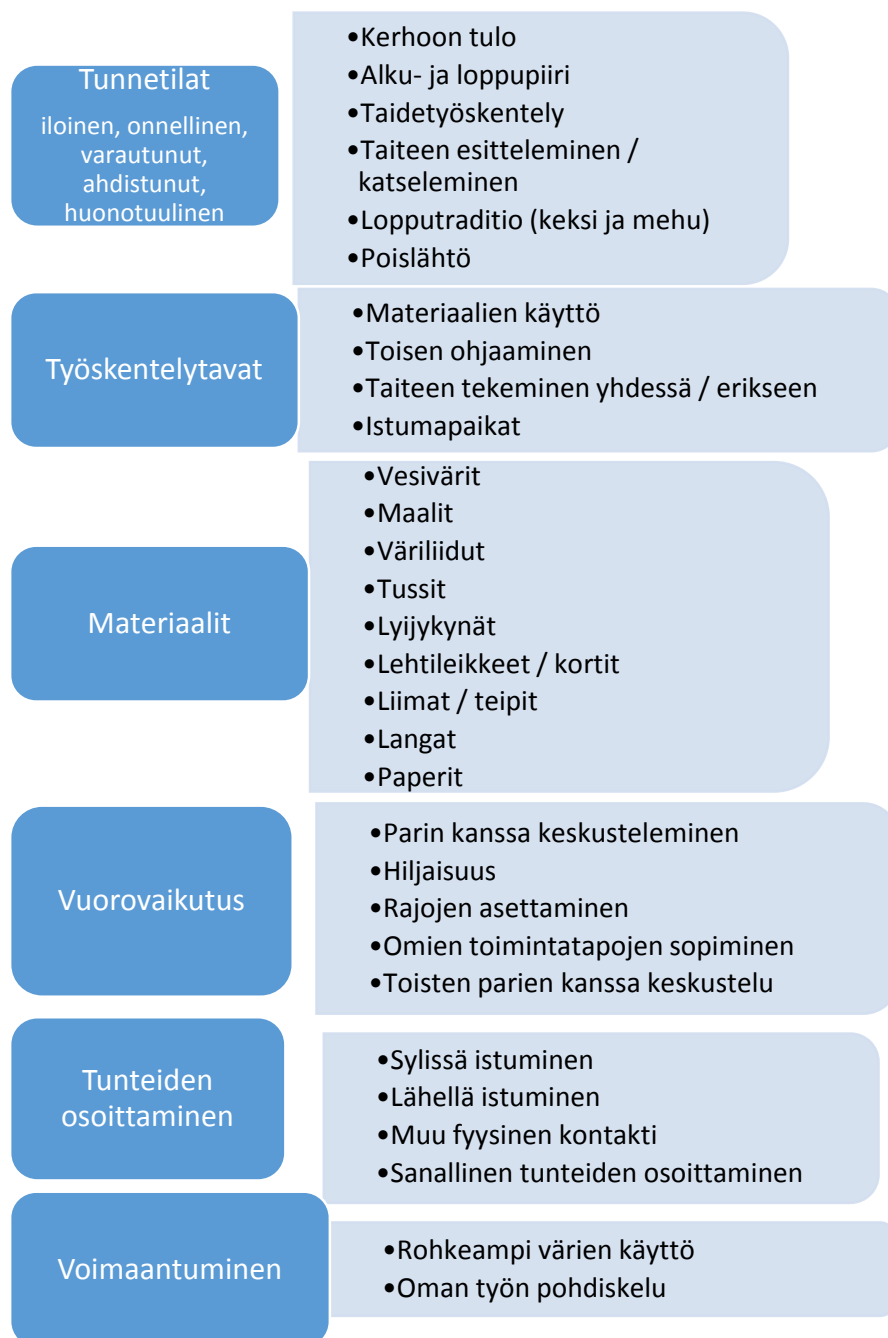 Tunnetilat
iloinen, onnellinen,
varautunut,
ahdistunut,
huonotuulinen
•Kerhoon tulo
•Alku- ja loppupiiri
•Taidetyöskentely
•Taiteen esitteleminen /
katseleminen
•Lopputraditio (keksi ja mehu)
•Poislähtö
Työskentelytavat
•Materiaalien käyttö
•Toisen ohjaaminen
•Taiteen tekeminen yhdessä / erikseen
•Istumapaikat
Materiaalit
•Vesivärit
•Maalit
•Väriliidut
•Tussit
•Lyijykynät
•Lehtileikkeet / kortit
•Liimat / teipit
•Langat
•Paperit
Vuorovaikutus
•Parin kanssa keskusteleminen
•Hiljaisuus
•Rajojen asettaminen
•Omien toimintatapojen sopiminen
•Toisten parien kanssa keskustelu
Tunteiden
osoittaminen
•Sylissä istuminen
•Lähellä istuminen
•Muu fyysinen kontakti
•Sanallinen tunteiden osoittaminen
Voimaantuminen
•Rohkeampi värien käyttö
•Oman työn pohdiskelu